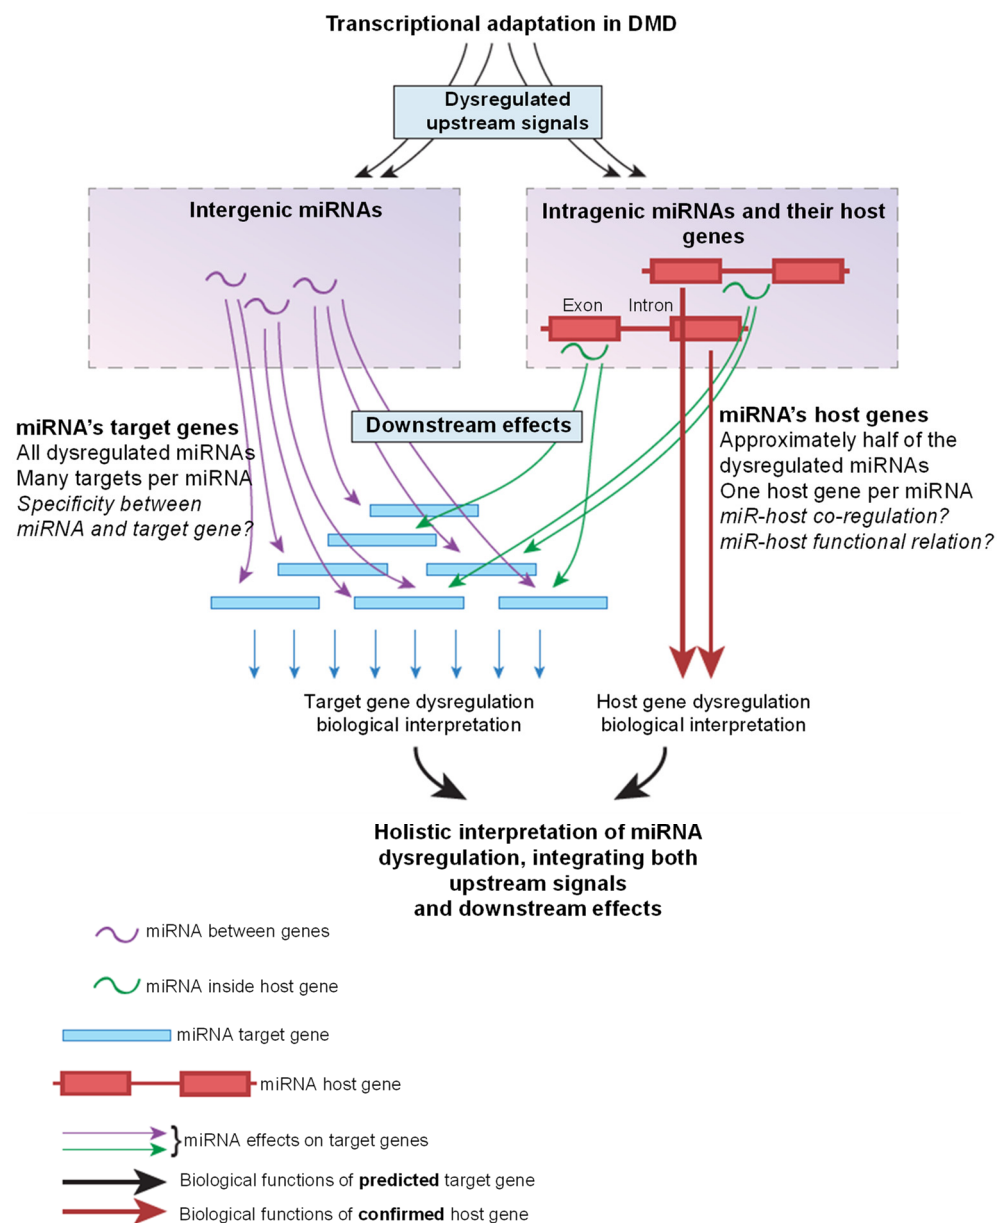 Transcriptional adaptation in DMD
Dysregulated
upstream signals
Intergenic miRNAs
Intragenic miRNAs and their host
genes
Exon
Intron
miRNA's target genes
All dysregulated miRNAs
Many targets per miRNA
Specificity between
miRNA and target gene?
Downstream effects
miRNA's host genes
Approximately half of the
dysregulated miRNAs
One host gene per miRNA
miR-host co-regulation?
miR-host functional relation?
Target gene dysregulation
biological interpretation
Host gene dysregulation
biological interpretation
Holistic interpretation of miRNA
dysregulation, integrating both
upstream signals
and downstream effects
miRNA between genes
miRNA inside host gene
miRNA target gene
miRNA host gene
miRNA effects on target genes
Biological functions of predicted target gene
Biological functions of confirmed host gene